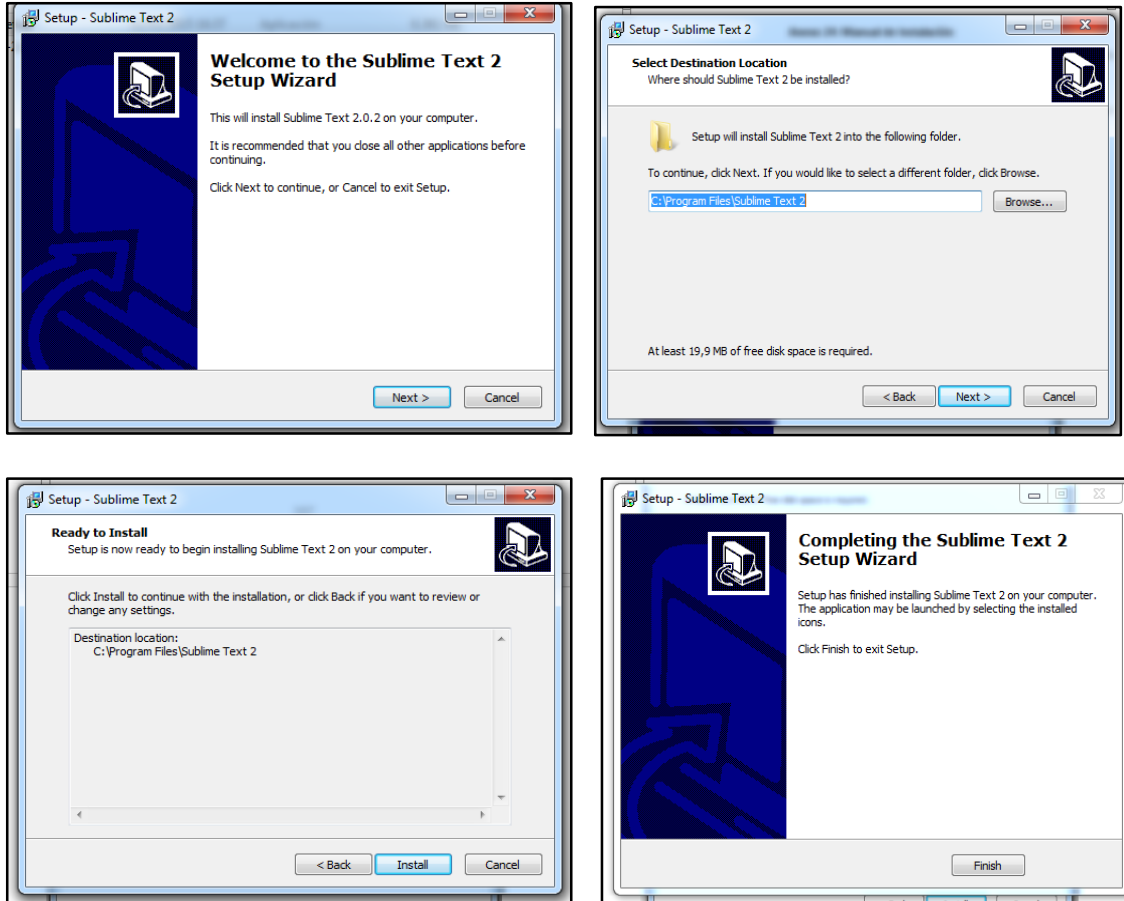 Setup - Sublime Text 2
Welcome to the Sublime Text 2
Setup Wizard
This will install Sublime Text 2.0.2 on your computer.
It is recommended that you close all other applications before
continuing.
Click Next to continue, or Cancel to exit Setup.
Next >
Cancel
Setup - Sublime Text 2
Select Destination Location
Where should Sublime Text 2 be installed?
Setup will install Sublime Text 2 into the following folder.
To continue, click Next. If you would like to select a different folder, click Browse.
C:\Program Files\Sublime Text 2
Browse...
At least 19,9 MB of free disk space is required.
< Back
Next >
Cancel
Setup - Sublime Text 2
Ready to Install
Setup is now ready to begin installing Sublime Text 2 on your computer.
Click Install to continue with the installation, or click Back if you want to review or
change any settings.
Destination location:
C:\Program Files\Sublime Text 2
< Back
Install
Cancel
Setup - Sublime Text 2
Completing the Sublime Text 2
Setup Wizard
Setup has finished installing Sublime Text 2 on your computer.
The application may be launched by selecting the installed
icons.
Click Finish to exit Setup.
Finish